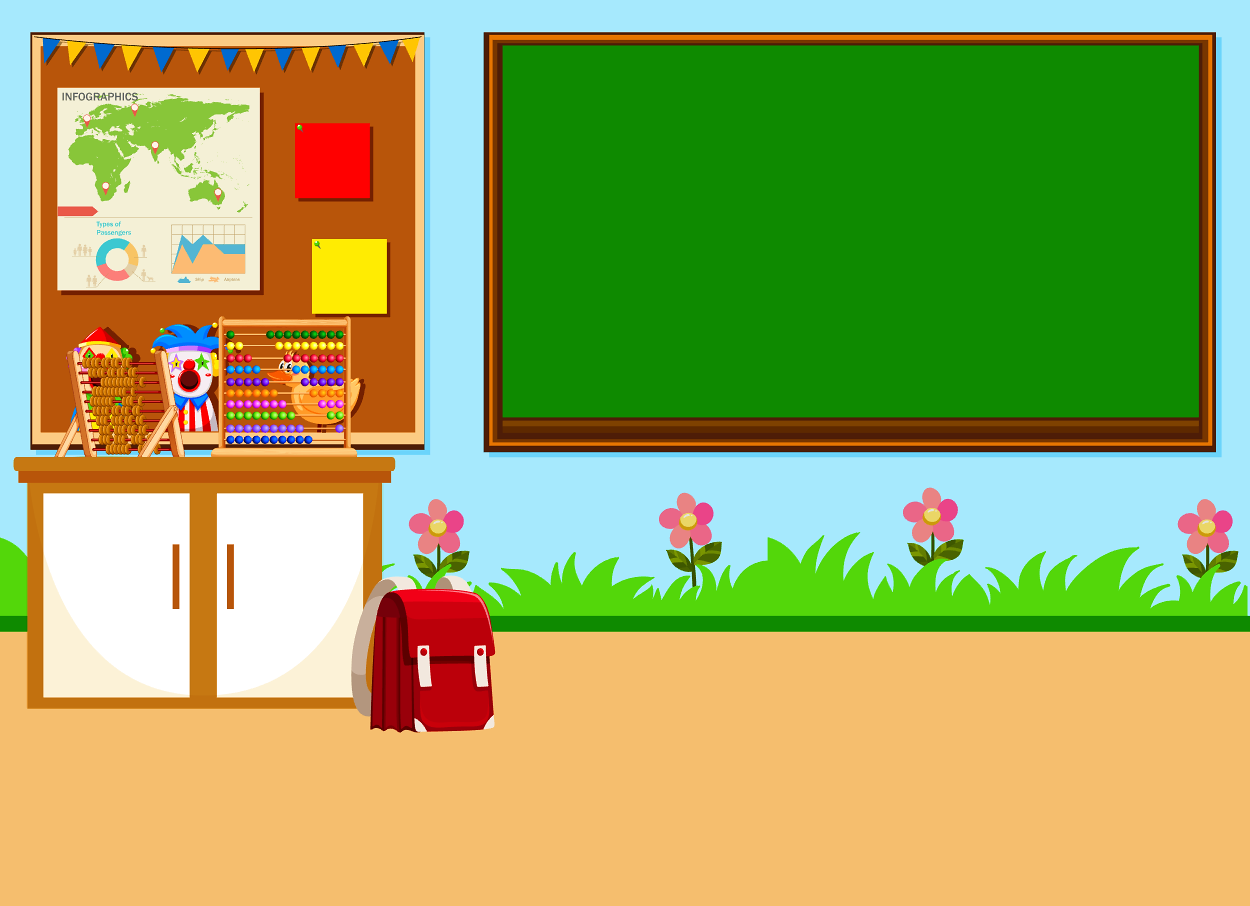 INFOGRAPHICS
Types of
Passengers